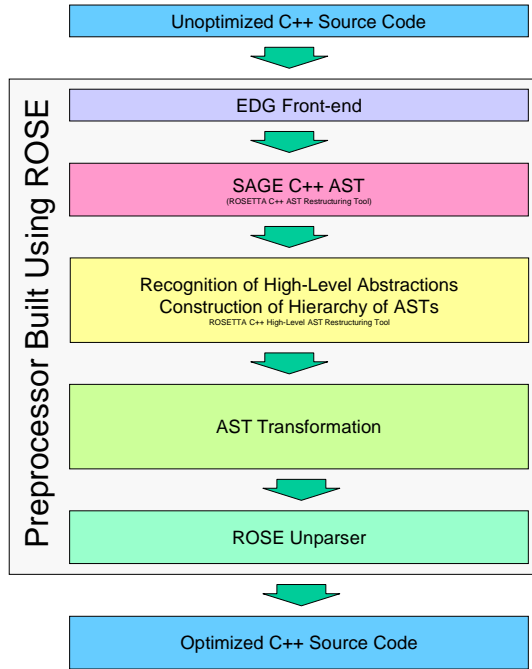 Unoptimized C++ Source Code
Preprocessor Built Using ROSE
EDG Front-end
SAGE C++ AST
(ROSETTA C++ AST Restructuring Tool)
Recognition of High-Level Abstractions
Construction of Hierarchy of ASTs
ROSETTA C++ High-Level AST Restructuring Tool
AST Transformation
ROSE Unparser
Optimized C++ Source Code